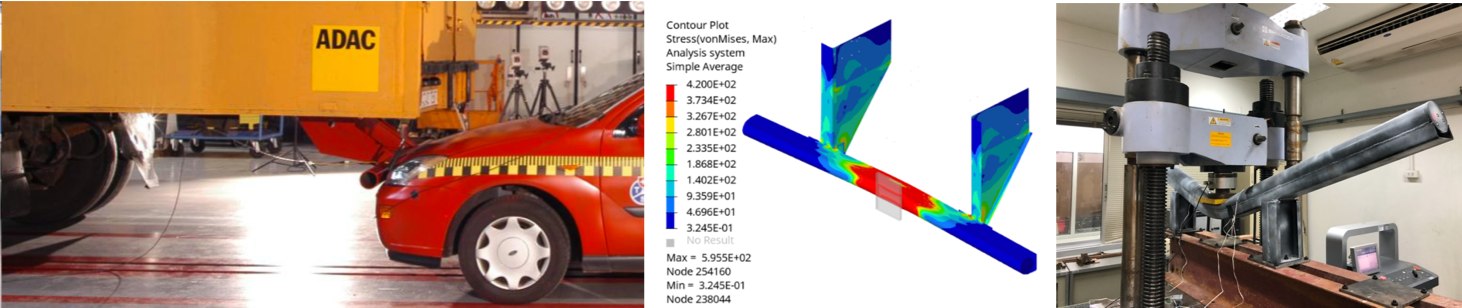 ADAC
Contour Plot
Stress(vonMises, Max)
Analysis system
Simple Average
4.200E+02
3.734E+02
3.267E+02
2.801E+02
2.335E+02
1.868E+02
1.402E+02
9.359E+01
4.696E+01
3.245E-01
No Result
Max = 5.955E+02
Node 254160
Min = 3.245E-01
Node 238044